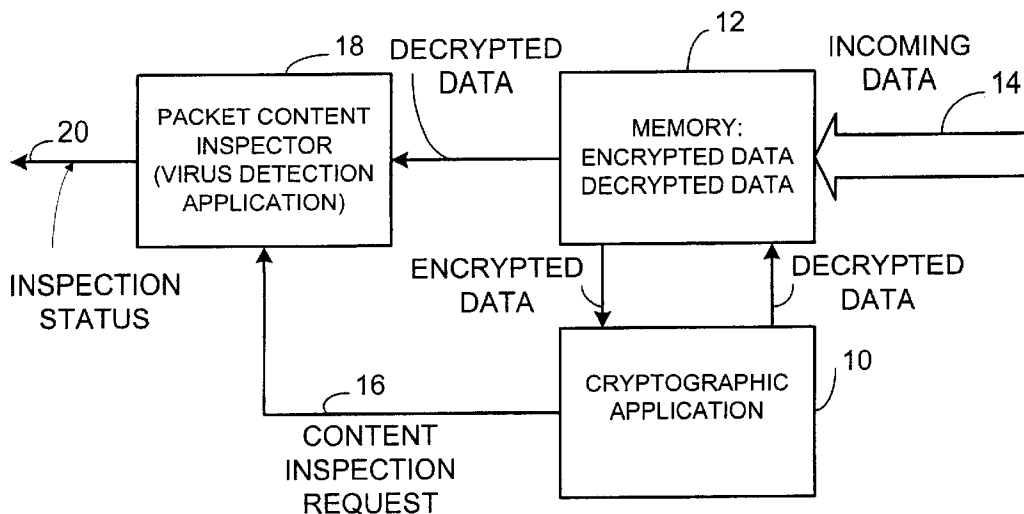 18
DECRYPTED
DATA
12
INCOMING
DATA
14
20
PACKET CONTENT
INSPECTOR
(VIRUS DETECTION
APPLICATION)
MEMORY:
ENCRYPTED DATA
DECRYPTED DATA
INSPECTION
STATUS
ENCRYPTED
DATA
DECRYPTED
DATA
16
CONTENT
INSPECTION
REQUEST
CRYPTOGRAPHIC
APPLICATION
10